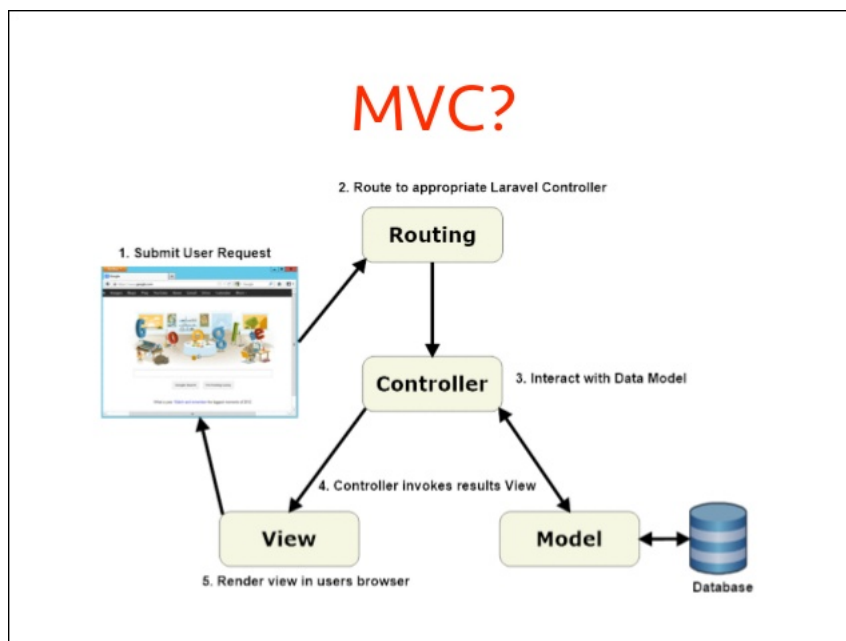 MVC?
2. Route to appropriate Laravel Controller
Routing
1. Submit User Request
Google
Controller
3. Interact with Data Model
4. Controller invokes results View
View
Model
5. Render view in users browser
Database